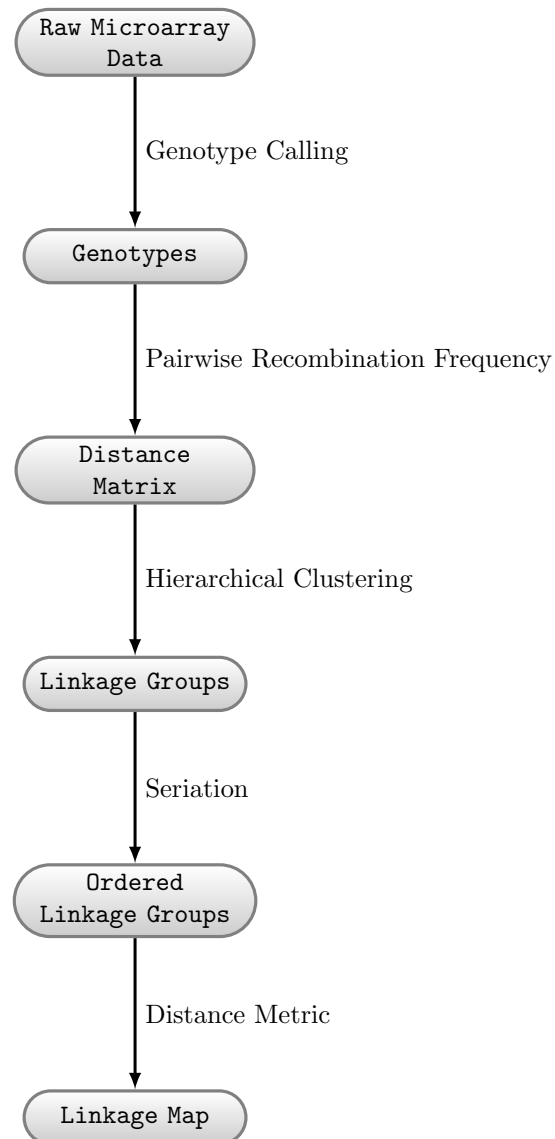 Raw Microarray
Data
Genotype Calling
Genotypes
Pairwise Recombination Frequency
Distance
Matrix
Hierarchical Clustering
Linkage Groups
Seriation
Ordered
Linkage Groups
Distance Metric
Linkage Map